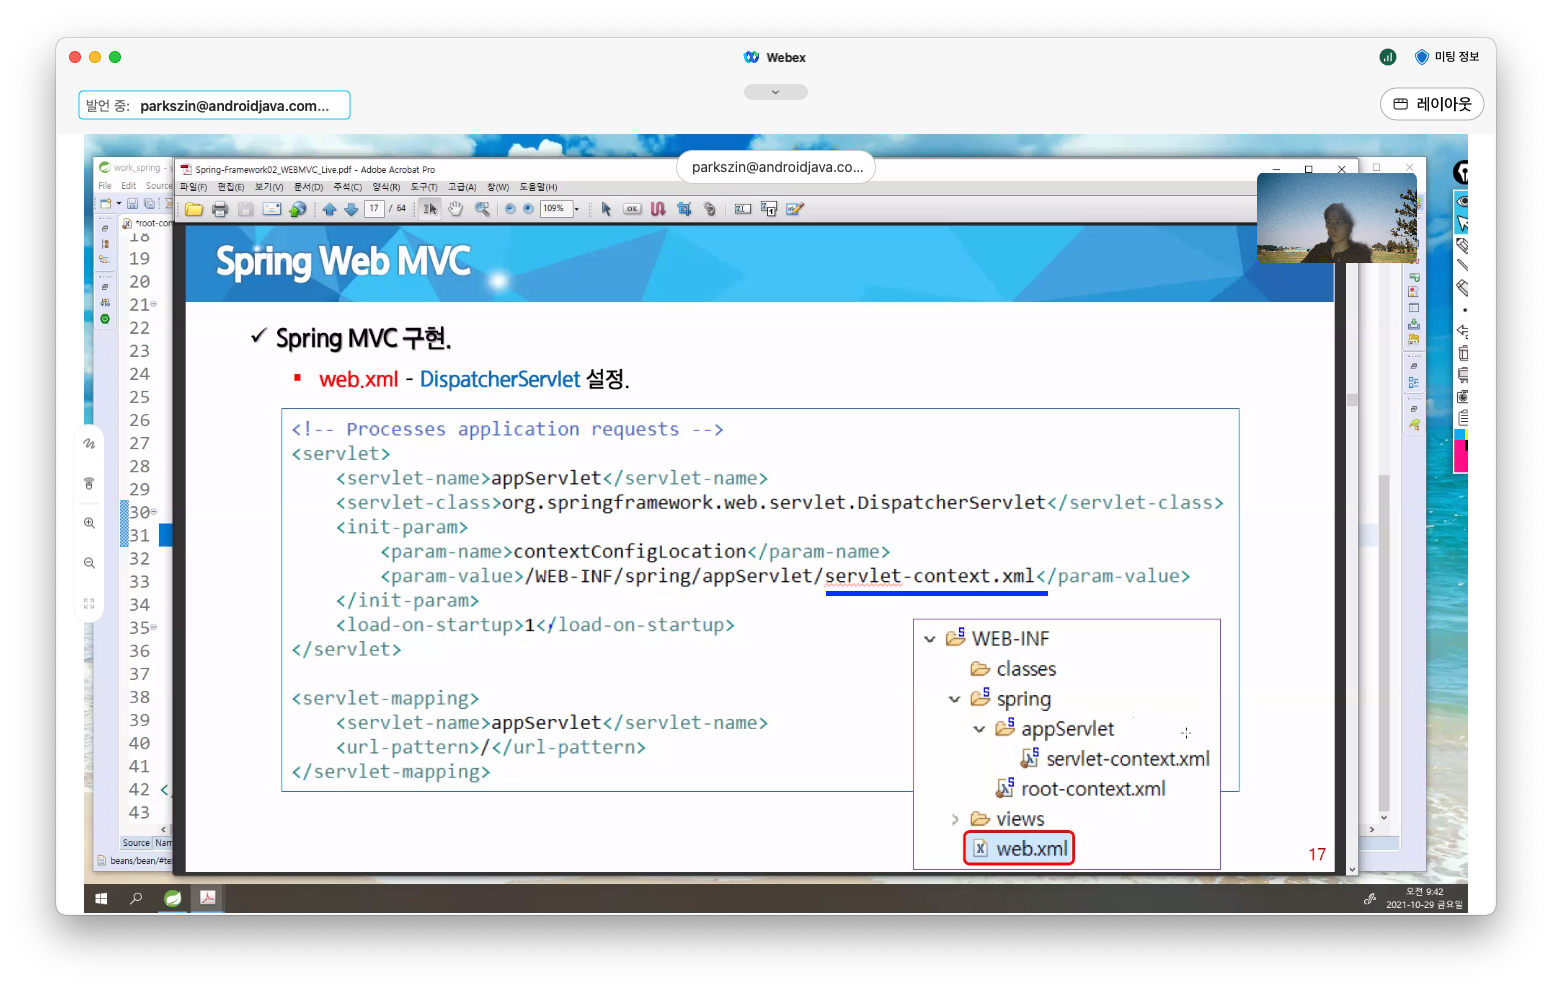 Webex
미팅 정보
발언 중: parkszin@androidjava.com...
레이아웃
work_spring - s
File Edit Source
*root-con
Spring-Framework02_WEBMVC_Live.pdf - Adobe Acrobat Pro
parkszin@androidjava.co...
파일(F) 편집(E) 보기(V) 문서(D) 주석(C) 양식(R) 도구(T) 고급(A) 창(W) 도움말(H)
17 / 64
OK
109%
Spring Web MVC
✓ Spring MVC 구현.
▪ web.xml - DispatcherServlet 설정.
<!-- Processes application requests -->
<servlet>
<servlet-name>appServlet</servlet-name>
<servlet-class>org.springframework.web.servlet.DispatcherServlet</servlet-class>
<init-param>
<param-name>contextConfigLocation</param-name>
<param-value>/WEB-INF/spring/appServlet/servlet-context.xml</param-value>
</init-param>
<load-on-startup>1</load-on-startup>
</servlet>
<servlet-mapping>
<servlet-name>appServlet</servlet-name>
<url-pattern>/</url-pattern>
</servlet-mapping>
WEB-INF
classes
spring
appServlet
servlet-context.xml
root-context.xml
views
web.xml
17
18
19
20
21
22
23
24
25
26
27
28
29
30
31
32
33
34
35
36
37
38
39
40
41
42 </
43
Source Nam
beans/bean/#te
오전 9:42
2021-10-29 금요일